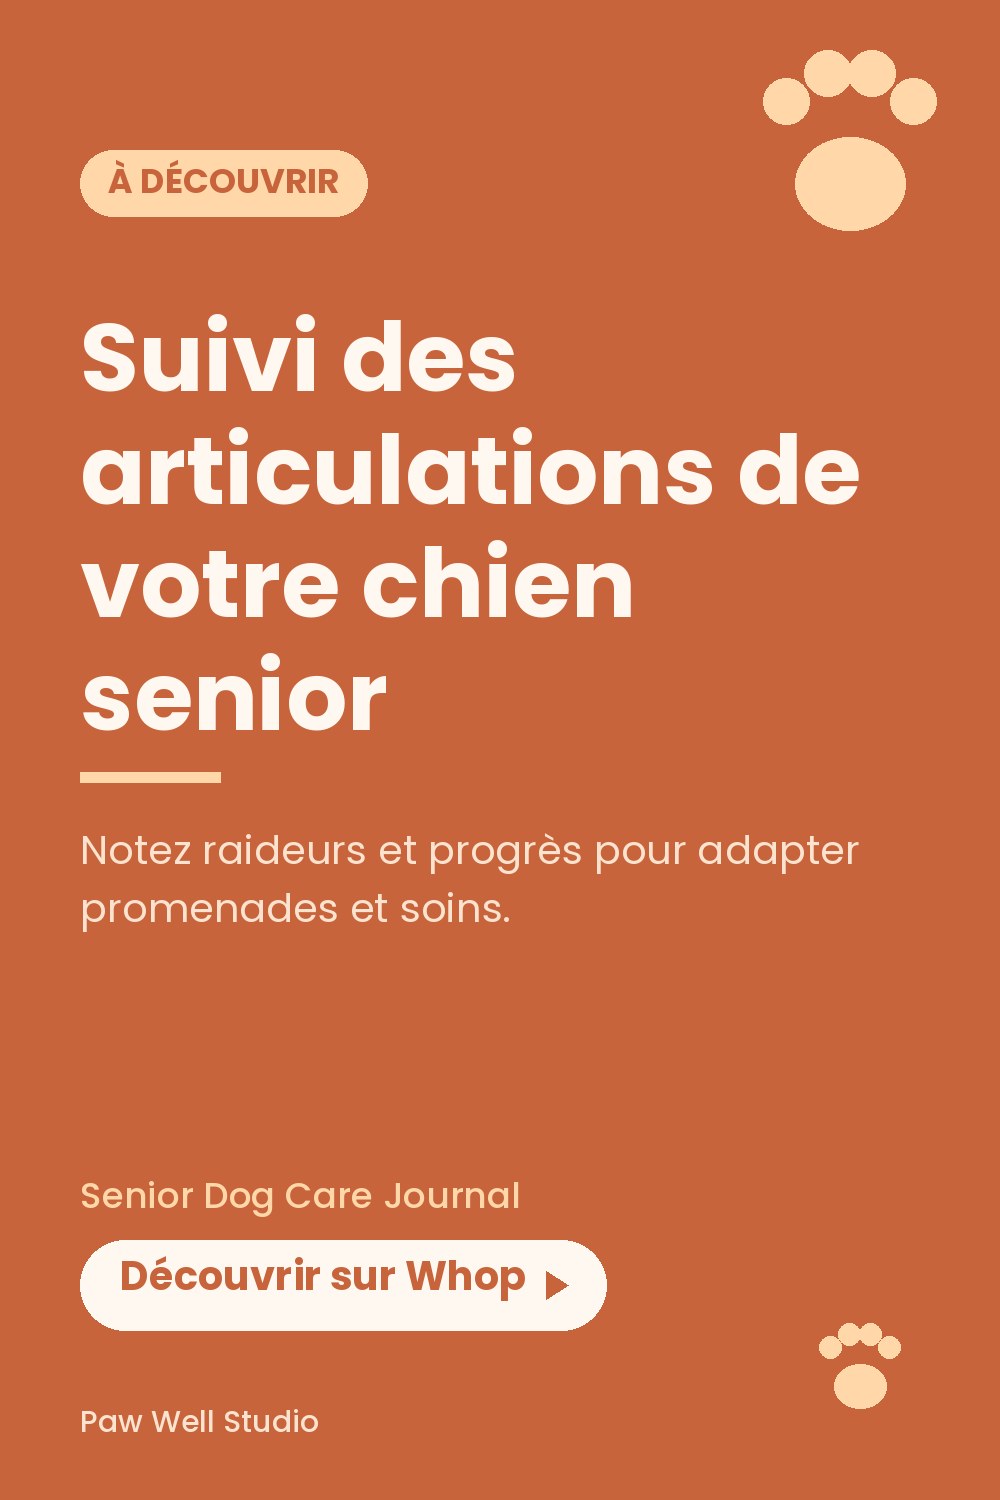 À DÉCOUVRIR
Suivi des
articulations de
votre chien
senior
Notez raideurs et progrès pour adapter
promenades et soins.
Senior Dog Care Journal
Découvrir sur Whop
Paw Well Studio